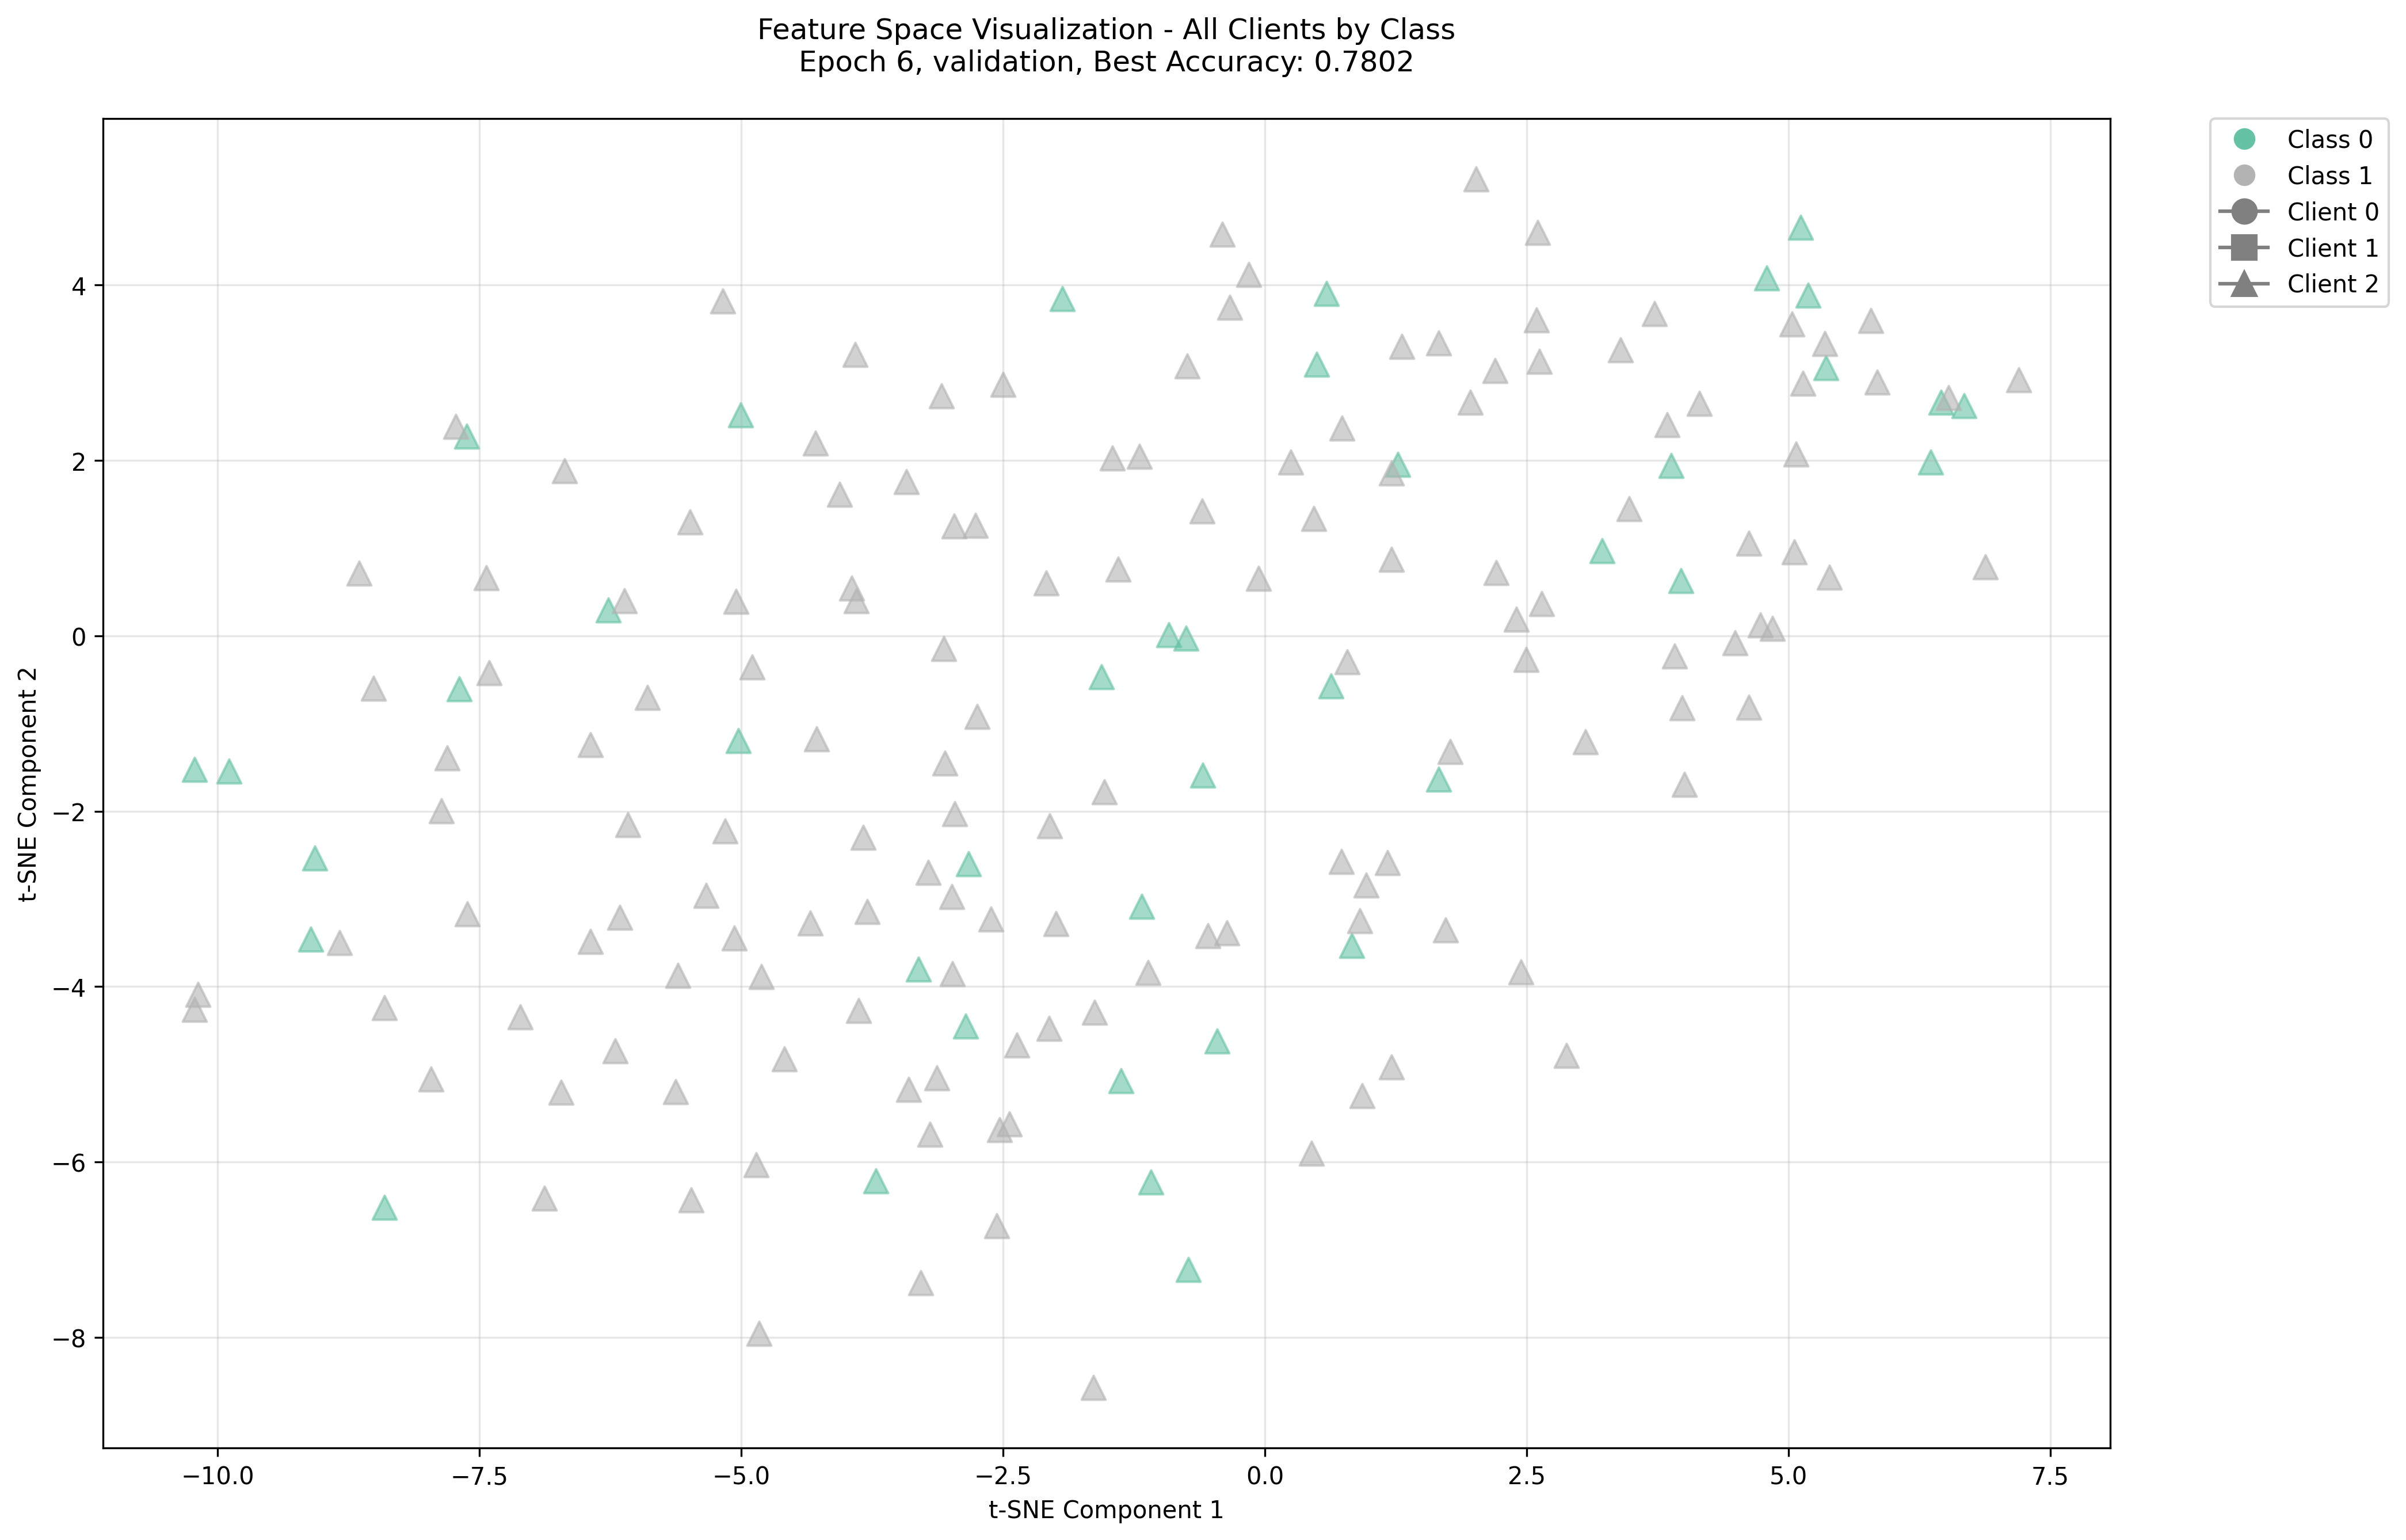 Feature Space Visualization - All Clients by Class
Epoch 6, validation, Best Accuracy: 0.7802
Class 0
Class 1
Client 0
Client 1
Client 2
4
2
0
−2
−4
−6
−8
t-SNE Component 2
−10.0
−7.5
−5.0
−2.5
0.0
2.5
5.0
7.5
t-SNE Component 1